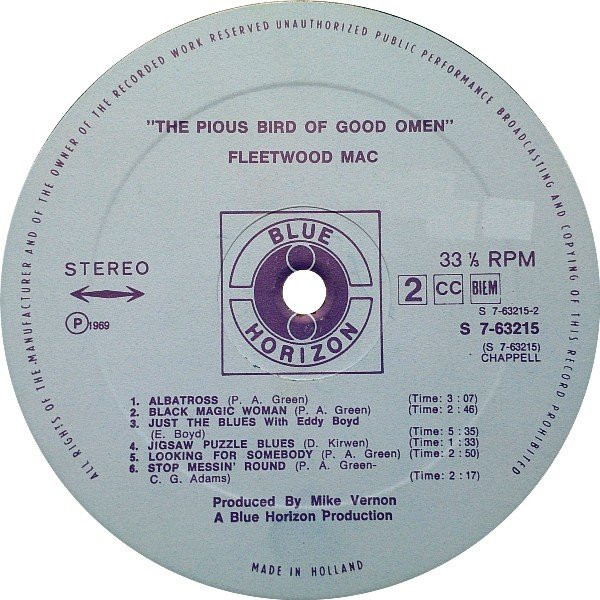 ALL RIGHTS OF THE MANUFACTURER AND OF THE OWNER OF THE RECORDED WORK RESERVED UNAUTHORIZED PUBLIC PERFORMANCE BROADCASTING AND COPYING OF THIS RECORD PROHIBITED
"THE PIOUS BIRD OF GOOD OMEN"
FLEETWOOD MAC
BLUE
HORIZON
STEREO
P 1969
33 ⅓ RPM
2 CC BIEM
S 7-63215-2
S 7-63215
(S 7-63215)
CHAPPELL
1. ALBATROSS (P. A. Green) (Time: 3 : 07)
2. BLACK MAGIC WOMAN (P. A. Green) (Time: 2 : 46)
3. JUST THE BLUES With Eddy Boyd
(E. Boyd) (Time: 5 : 35)
4. JIGSAW PUZZLE BLUES (D. Kirwen) (Time: 1 : 33)
5. LOOKING FOR SOMEBODY (P. A. Green) (Time: 2 : 50)
6. STOP MESSIN' ROUND (P. A. Green-
C. G. Adams) (Time: 2 : 17)
Produced By Mike Vernon
A Blue Horizon Production
MADE IN HOLLAND